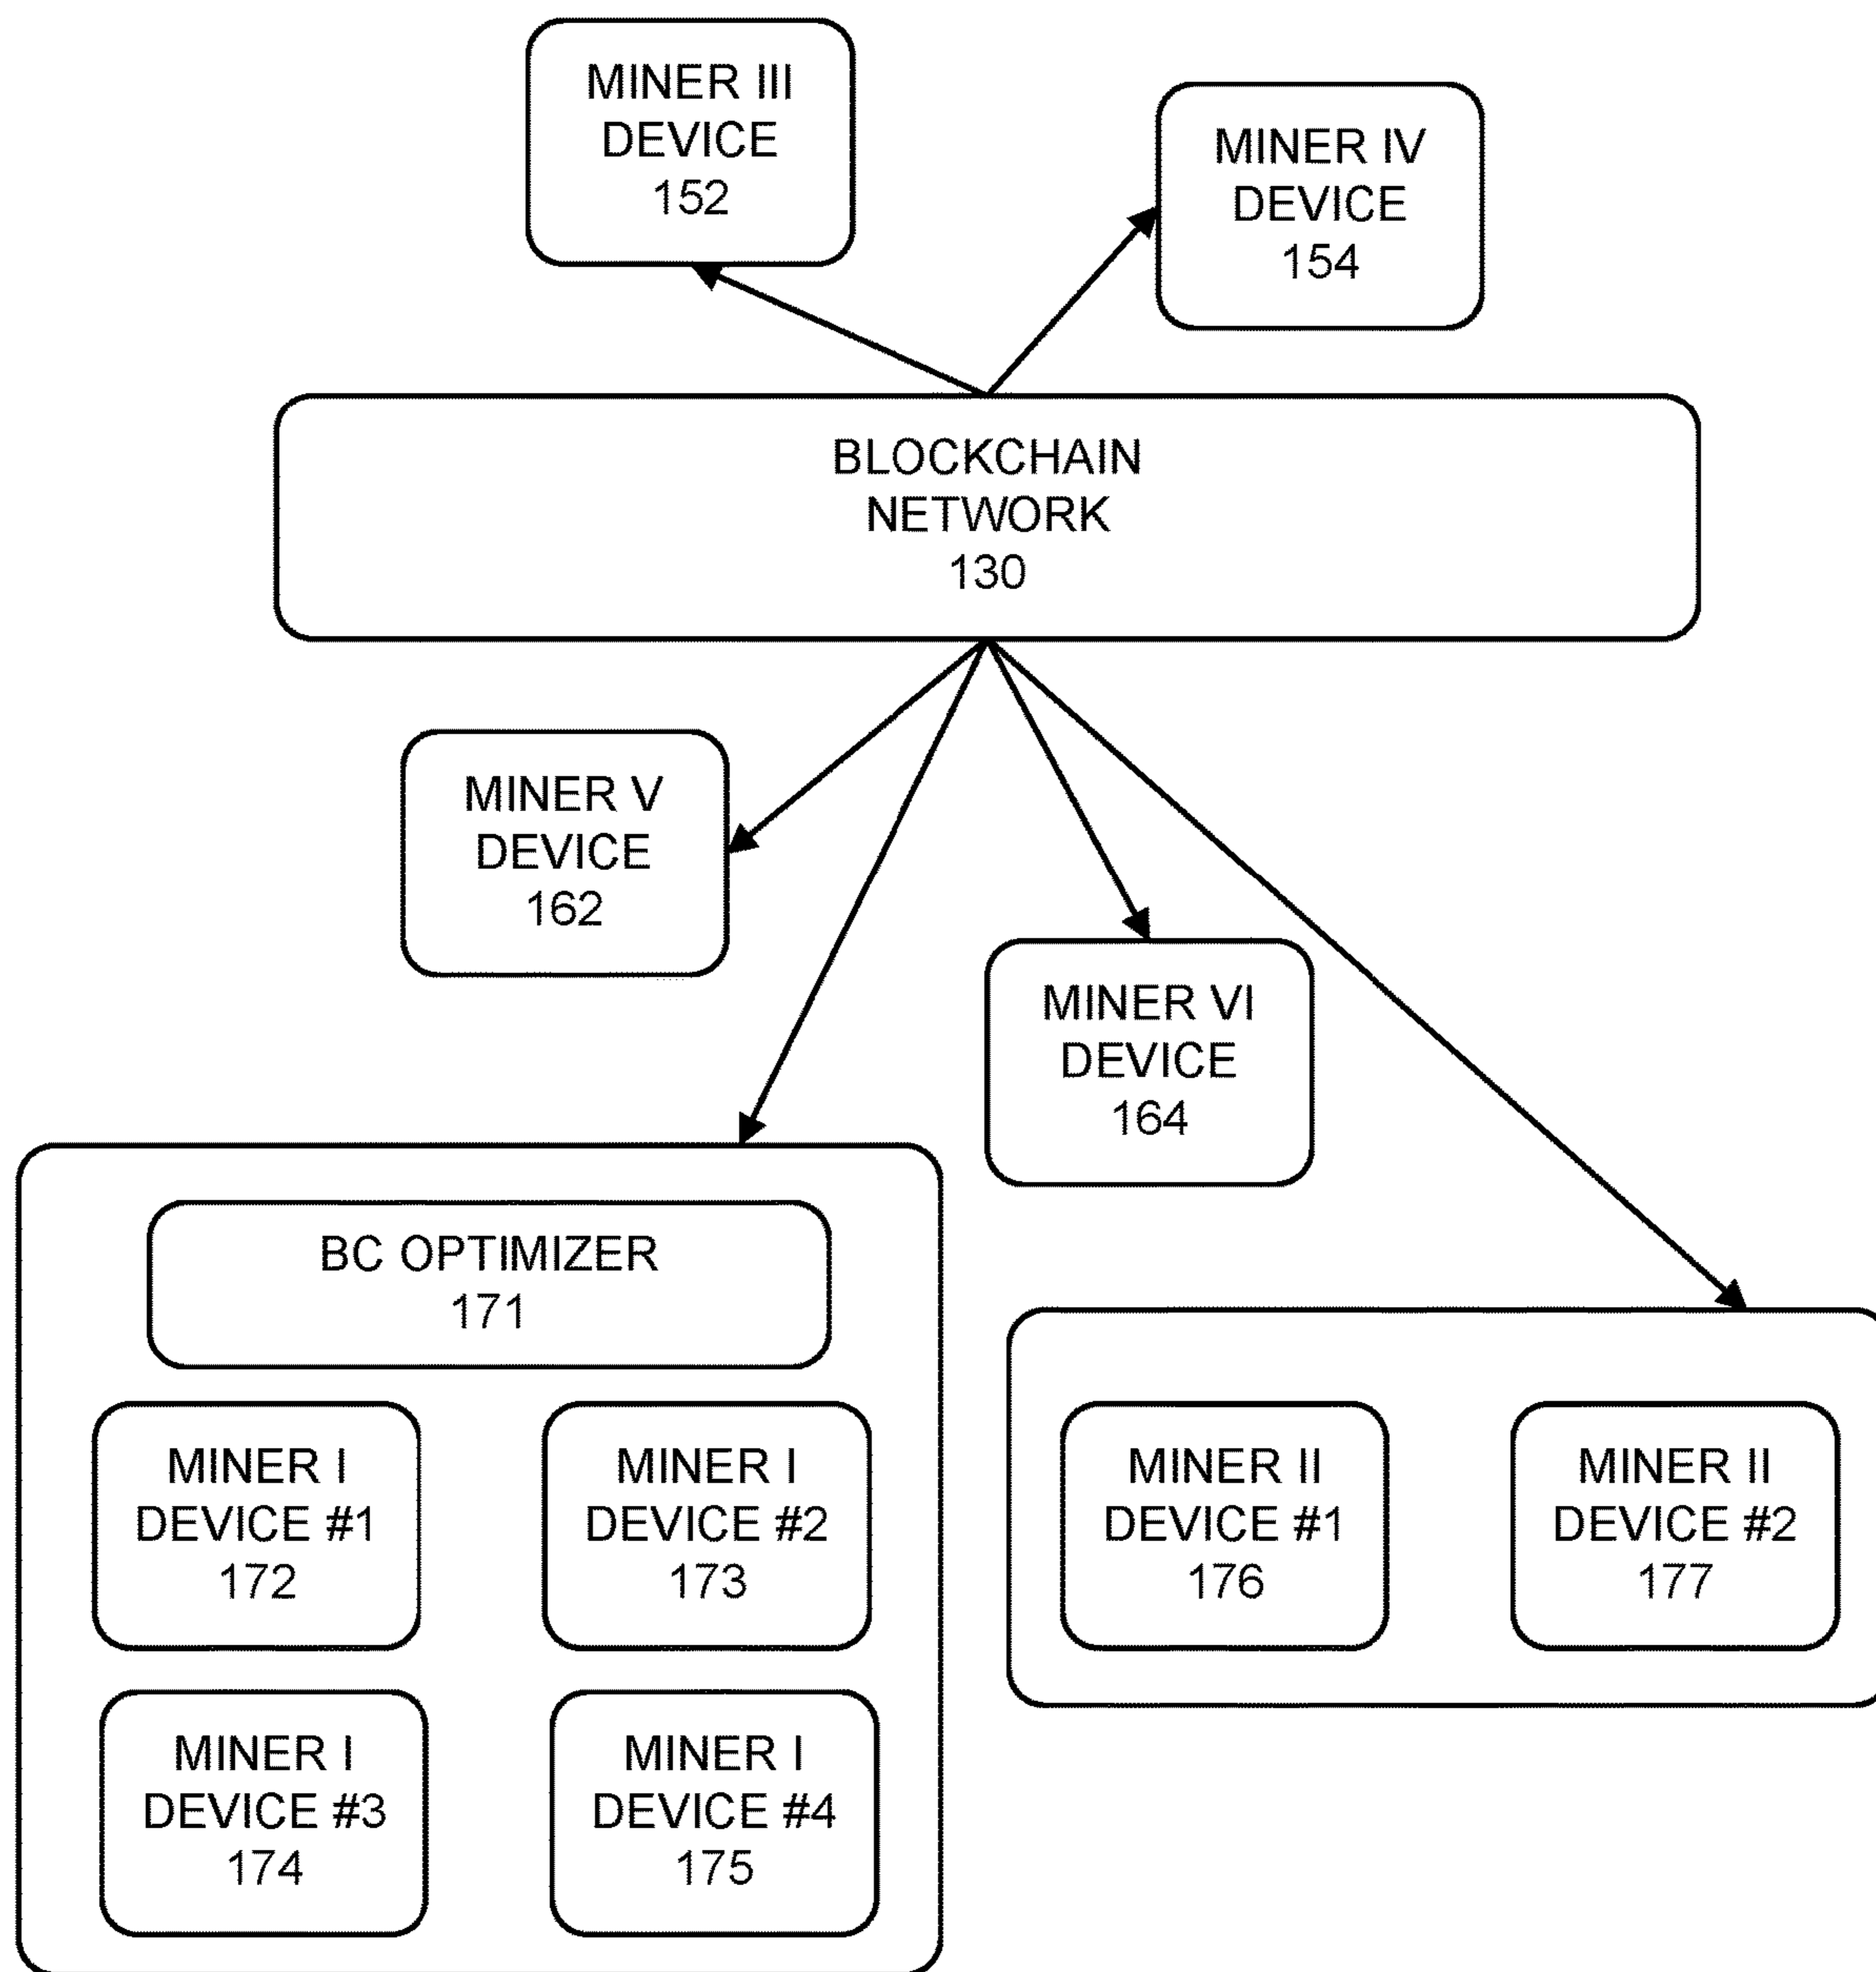 MINER III
DEVICE
152
MINER IV
DEVICE
154
BLOCKCHAIN
NETWORK
130
MINER V
DEVICE
162
MINER VI
DEVICE
164
BC OPTIMIZER
171
MINER I
DEVICE #1
172
MINER I
DEVICE #2
173
MINER I
DEVICE #3
174
MINER I
DEVICE #4
175
MINER II
DEVICE #1
176
MINER II
DEVICE #2
177